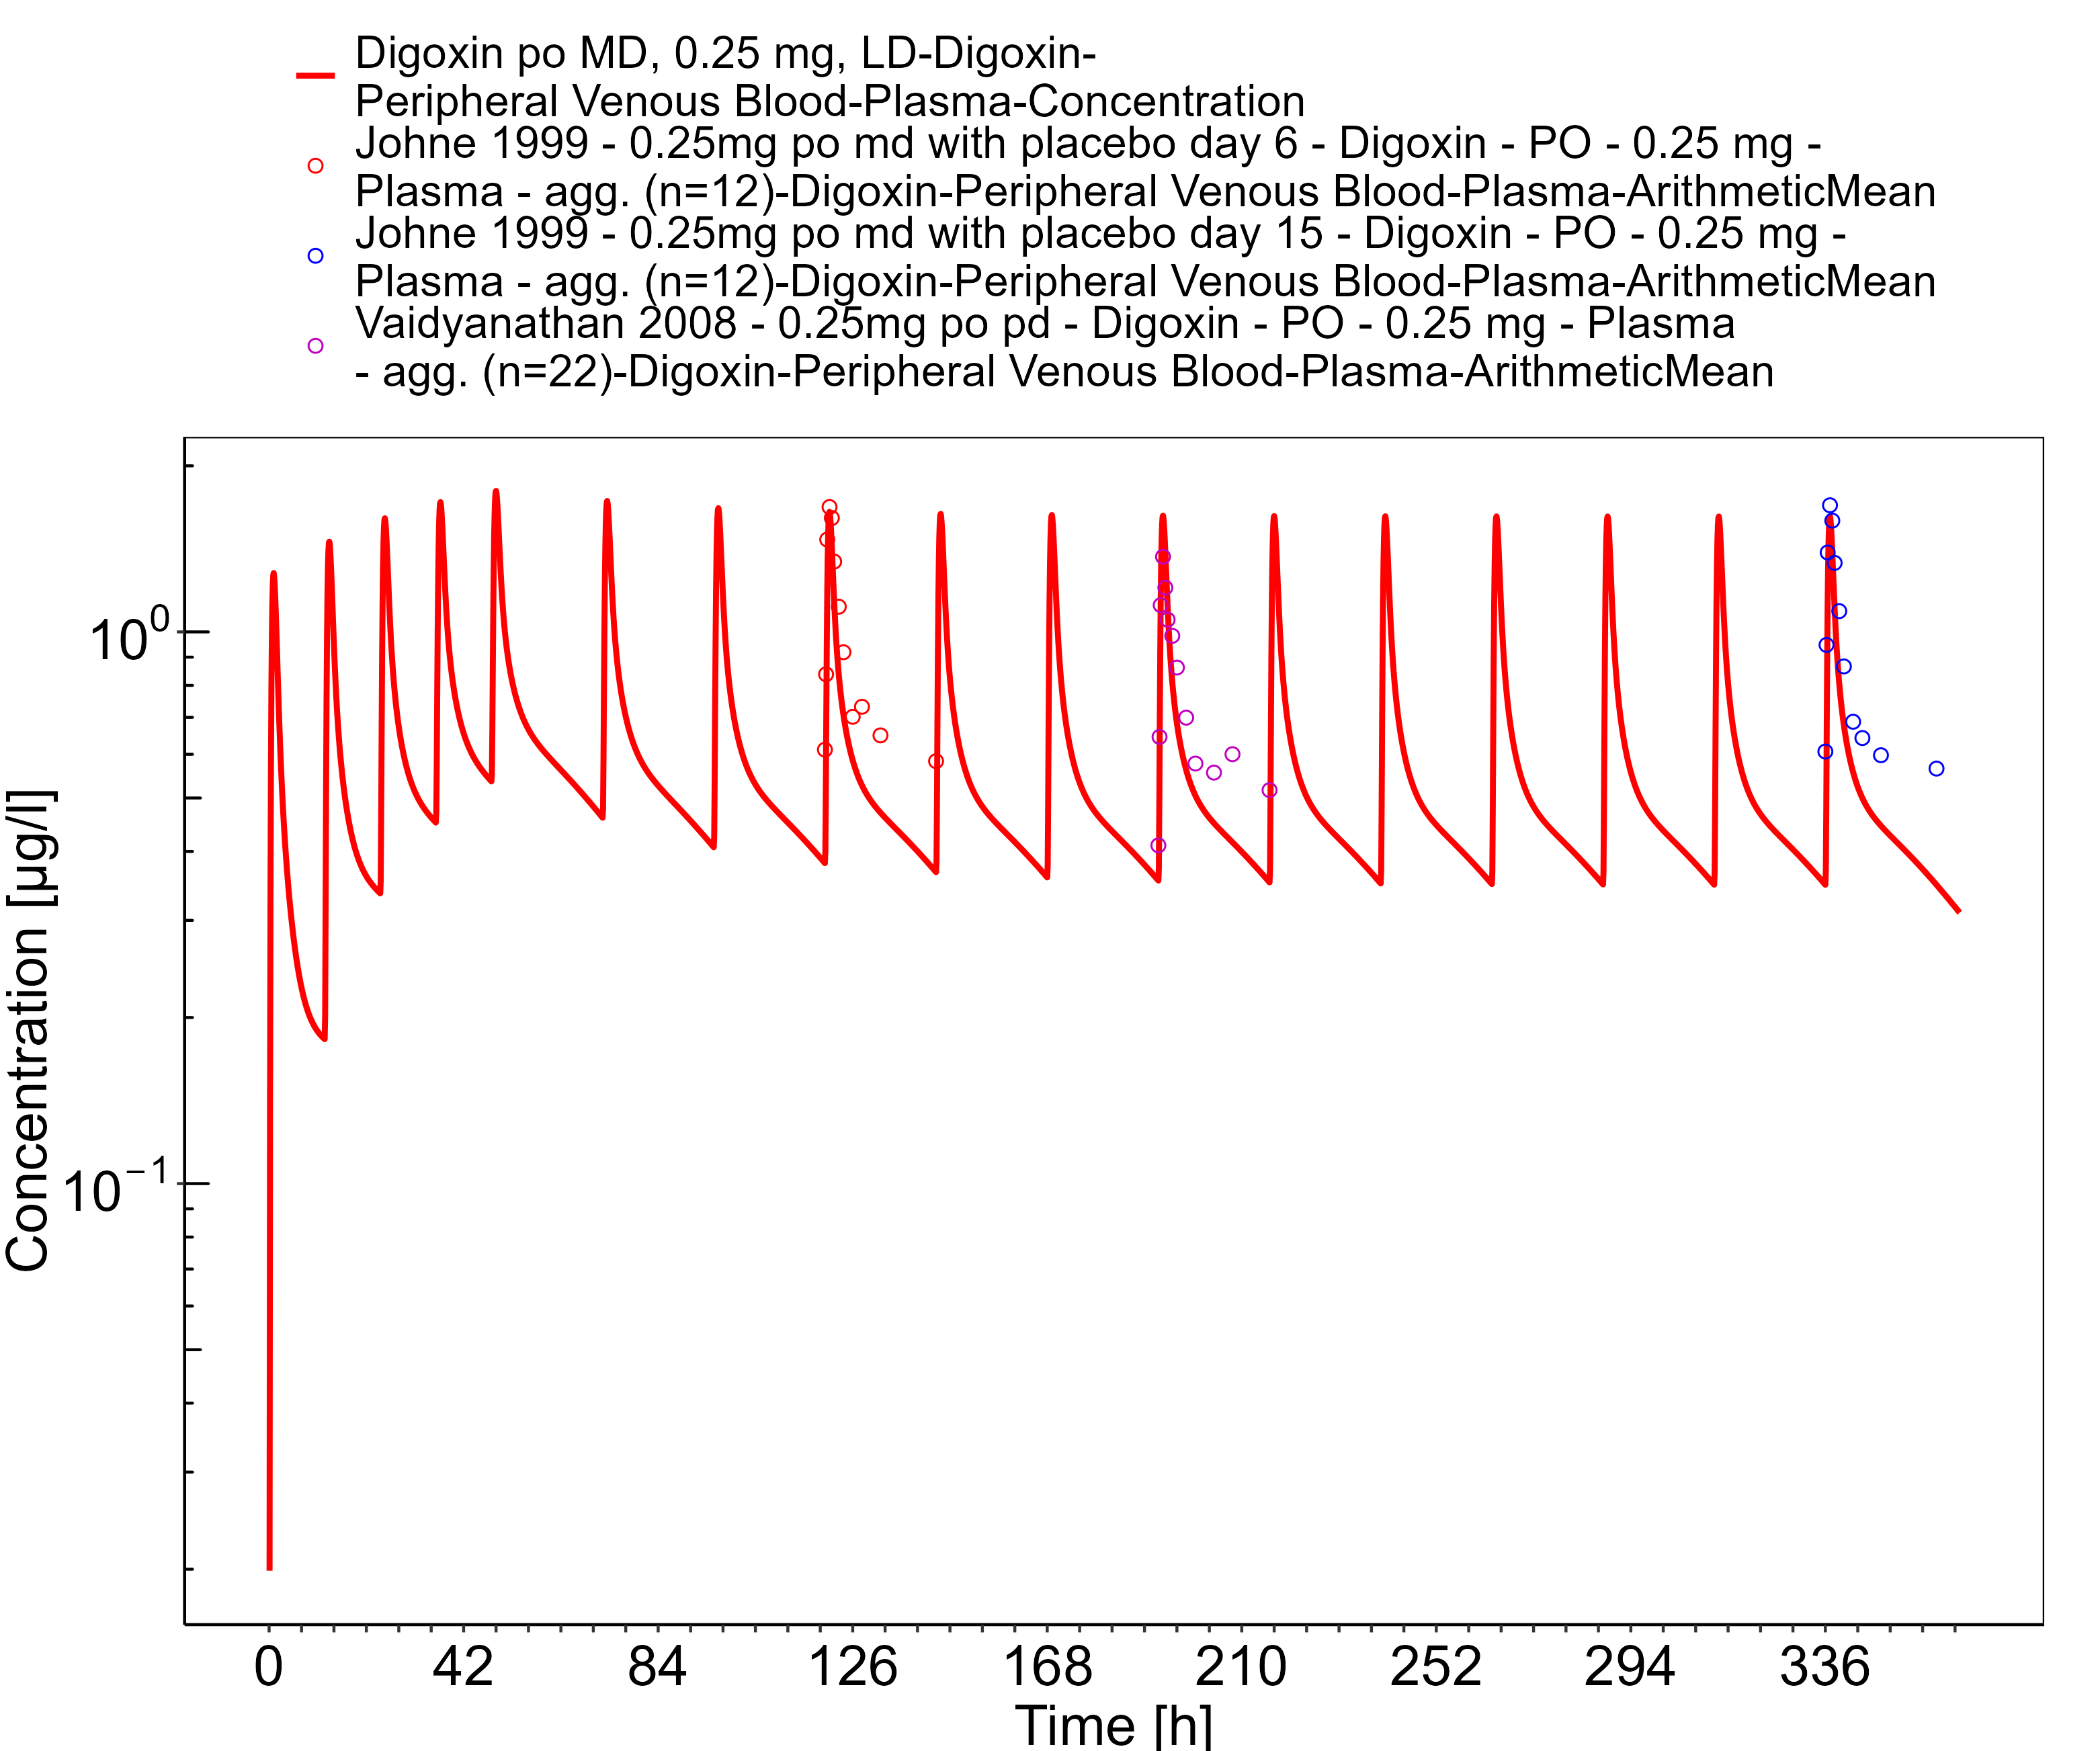 Digoxin po MD, 0.25 mg, LD-Digoxin-
Peripheral Venous Blood-Plasma-Concentration
Johne 1999 - 0.25mg po md with placebo day 6 - Digoxin - PO - 0.25 mg -
Plasma - agg. (n=12)-Digoxin-Peripheral Venous Blood-Plasma-ArithmeticMean
Johne 1999 - 0.25mg po md with placebo day 15 - Digoxin - PO - 0.25 mg -
Plasma - agg. (n=12)-Digoxin-Peripheral Venous Blood-Plasma-ArithmeticMean
Vaidyanathan 2008 - 0.25mg po pd - Digoxin - PO - 0.25 mg - Plasma
- agg. (n=22)-Digoxin-Peripheral Venous Blood-Plasma-ArithmeticMean
10⁰
10⁻¹
Concentration [µg/l]
0 42 84 126 168 210 252 294 336
Time [h]